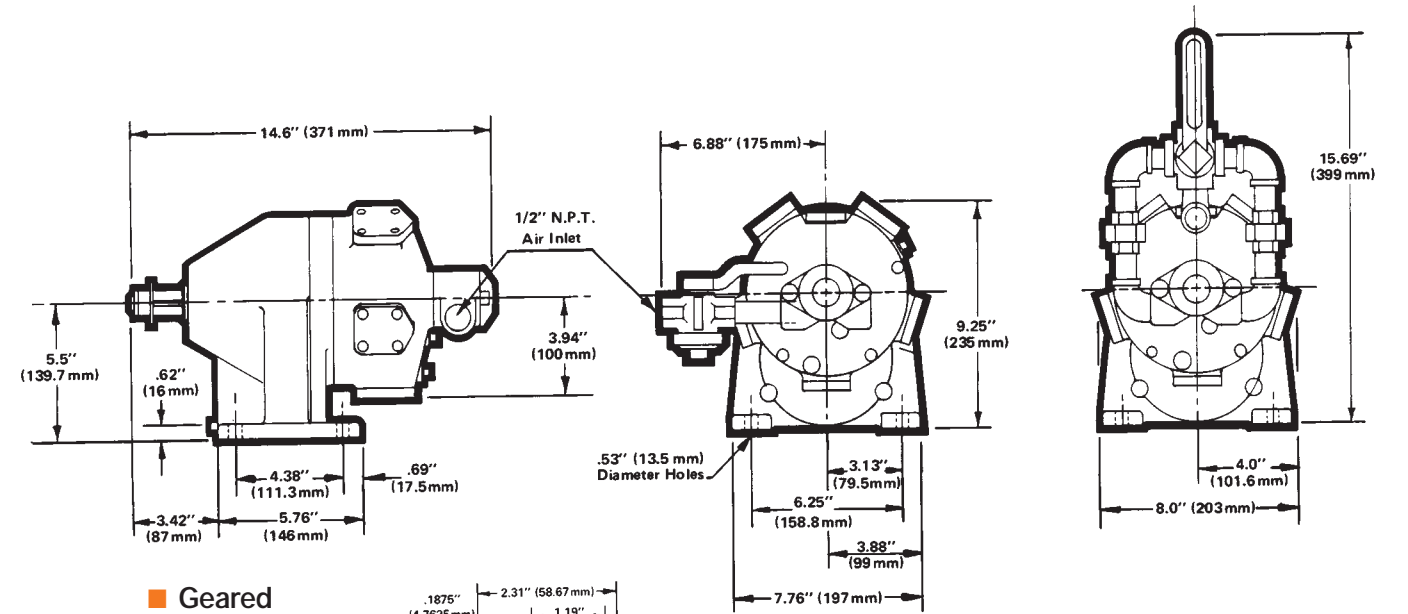 14.6" (371 mm)
5.5"
(139.7 mm)
.62"
(16 mm)
4.38"
(111.3 mm)
.69"
(17.5 mm)
3.42"
(87 mm)
5.76"
(146 mm)
3.94"
(100 mm)
1/2" N.P.T.
Air Inlet
6.88" (175 mm)
9.25"
(235 mm)
.53" (13.5 mm)
Diameter Holes
3.13"
(79.5mm)
6.25"
(158.8 mm)
3.88"
(99 mm)
7.76" (197 mm)
15.69"
(399 mm)
4.0"
(101.6 mm)
8.0" (203 mm)
Geared
.1875"
2.31" (58.67 mm)
1.19"